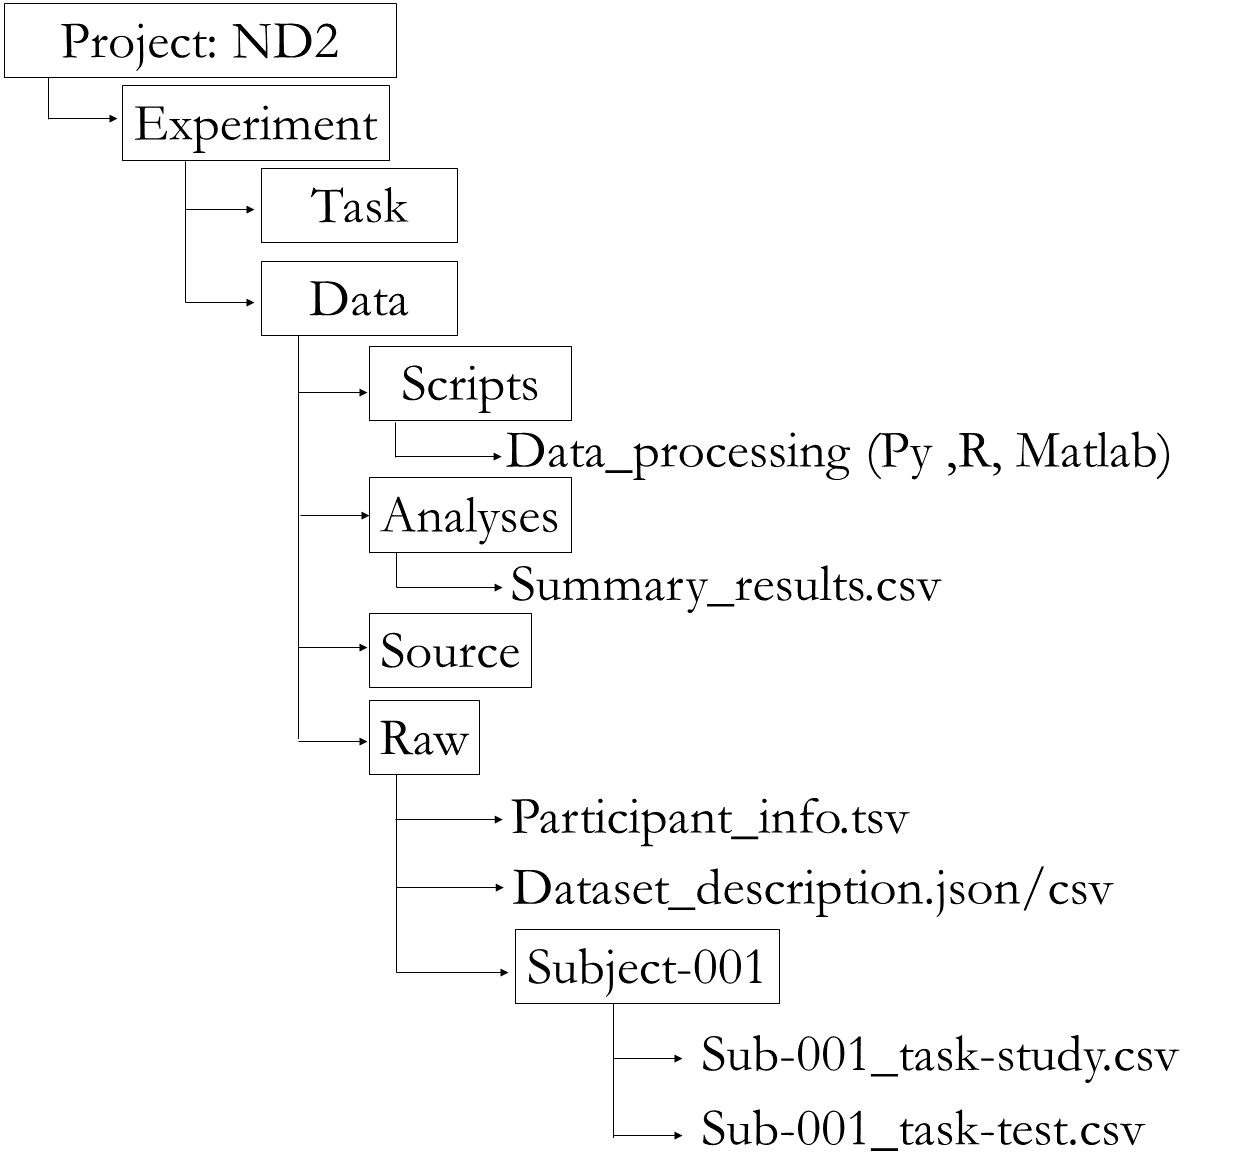 Project: ND2
Experiment
Task
Data
Scripts
Data_processing (Py ,R, Matlab)
Analyses
Summary_results.csv
Source
Raw
Participant_info.tsv
Dataset_description.json/csv
Subject-001
Sub-001_task-study.csv
Sub-001_task-test.csv